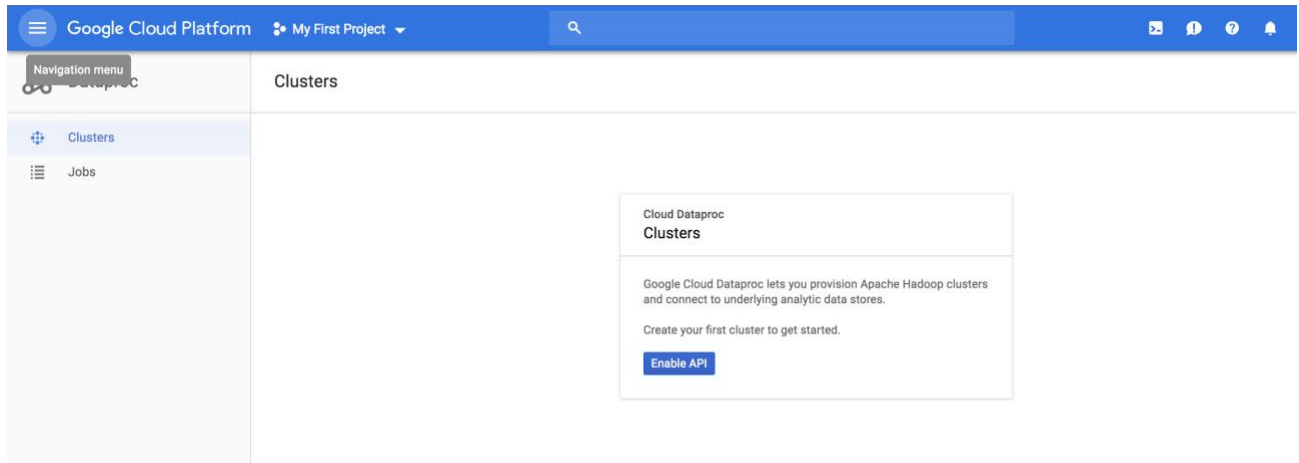 Google Cloud Platform My First Project
Navigation menu
Clusters
Clusters
Jobs
Cloud Dataproc
Clusters
Google Cloud Dataproc lets you provision Apache Hadoop clusters
and connect to underlying analytic data stores.
Create your first cluster to get started.
Enable API